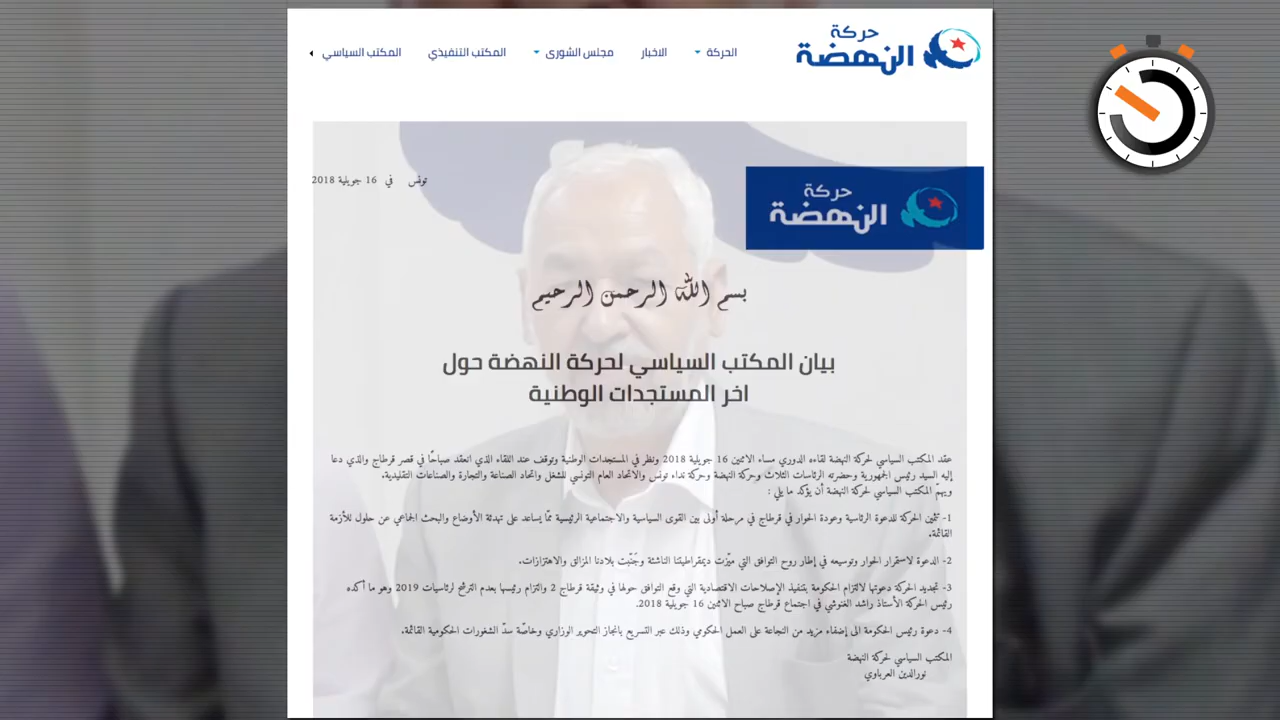 حركة
النهضة
الحركة
الاخبار
مجلس الشورى
المكتب التنفيذي
المكتب السياسي
تونس في 16 جويلية 2018
حركة
النهضة
بسم الله الرحمن الرحيم
بيان المكتب السياسي لحركة النهضة حول
اخر المستجدات الوطنية
عقد المكتب السياسي لحركة النهضة لقاءه الدوري مساء الاثنين 16 جويلية 2018 ونظر في المستجدات الوطنية وتوقف عند اللقاء الذي انعقد صباحًا في قصر قرطاج والذي دعا
إليه السيد رئيس الجمهورية وحضرته الرئاسات الثلاث وحركة النهضة وحركة نداء تونس والاتحاد العام التونسي للشغل واتحاد الصناعة والتجارة والصناعات التقليدية.
ويهمّ المكتب السياسي لحركة النهضة أن يؤكد ما يلي :
1- تثمين الحركة للدعوة الرئاسية وعودة الحوار في قرطاج في مرحلة أولى بين القوى السياسية والاجتماعية الرئيسية ممّا يساعد على تهدئة الأوضاع والبحث الجماعي عن حلول للأزمة
القائمة.
2- الدعوة لاستمرار الحوار وتوسيعه في إطار روح التوافق التي ميّزت ديمقراطيتنا الناشئة وجَنّبت بلادنا المزالق والاهتزازات.
3- تجديد الحركة دعوتها لالتزام الحكومة بتنفيذ الإصلاحات الاقتصادية التي وقع التوافق حولها في وثيقة قرطاج 2 والتزام رئيسها بعدم الترشح لرئاسيات 2019 وهو ما أكده
رئيس الحركة الأستاذ راشد الغنوشي في اجتماع قرطاج صباح الاثنين 16 جويلية 2018.
4- دعوة رئيس الحكومة الى إضفاء مزيد من النجاعة على العمل الحكومي وذلك عبر التسريع بانجاز التحوير الوزاري وخاصّة سدّ الشغورات الحكومية القائمة.
المكتب السياسي لحركة النهضة
نورالدين العرباوي